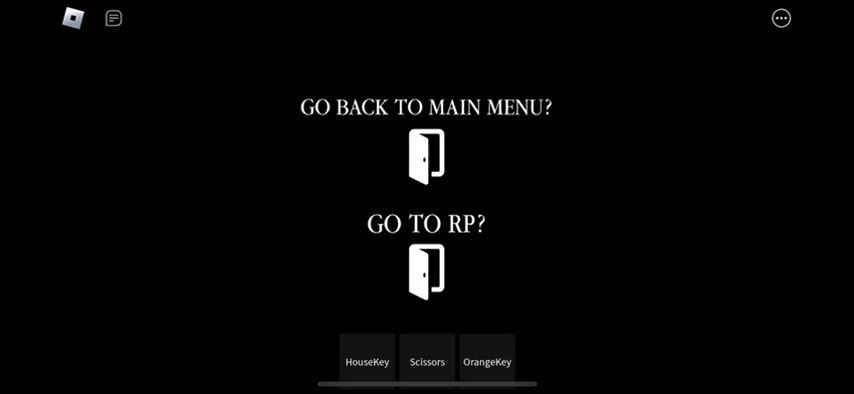 GO BACK TO MAIN MENU?
GO TO RP?
HouseKey Scissors OrangeKey